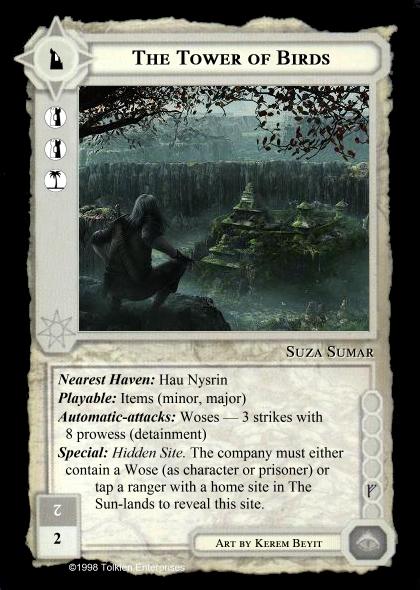 The Tower of Birds
Suza Sumar
Nearest Haven: Hau Nysrin
Playable: Items (minor, major)
Automatic-attacks: Woses — 3 strikes with
8 prowess (detainment)
Special: Hidden Site. The company must either
contain a Wose (as character or prisoner) or
tap a ranger with a home site in The
Sun-lands to reveal this site.
2
Art by Kerem Beyit
©1998 Tolkien Enterprises